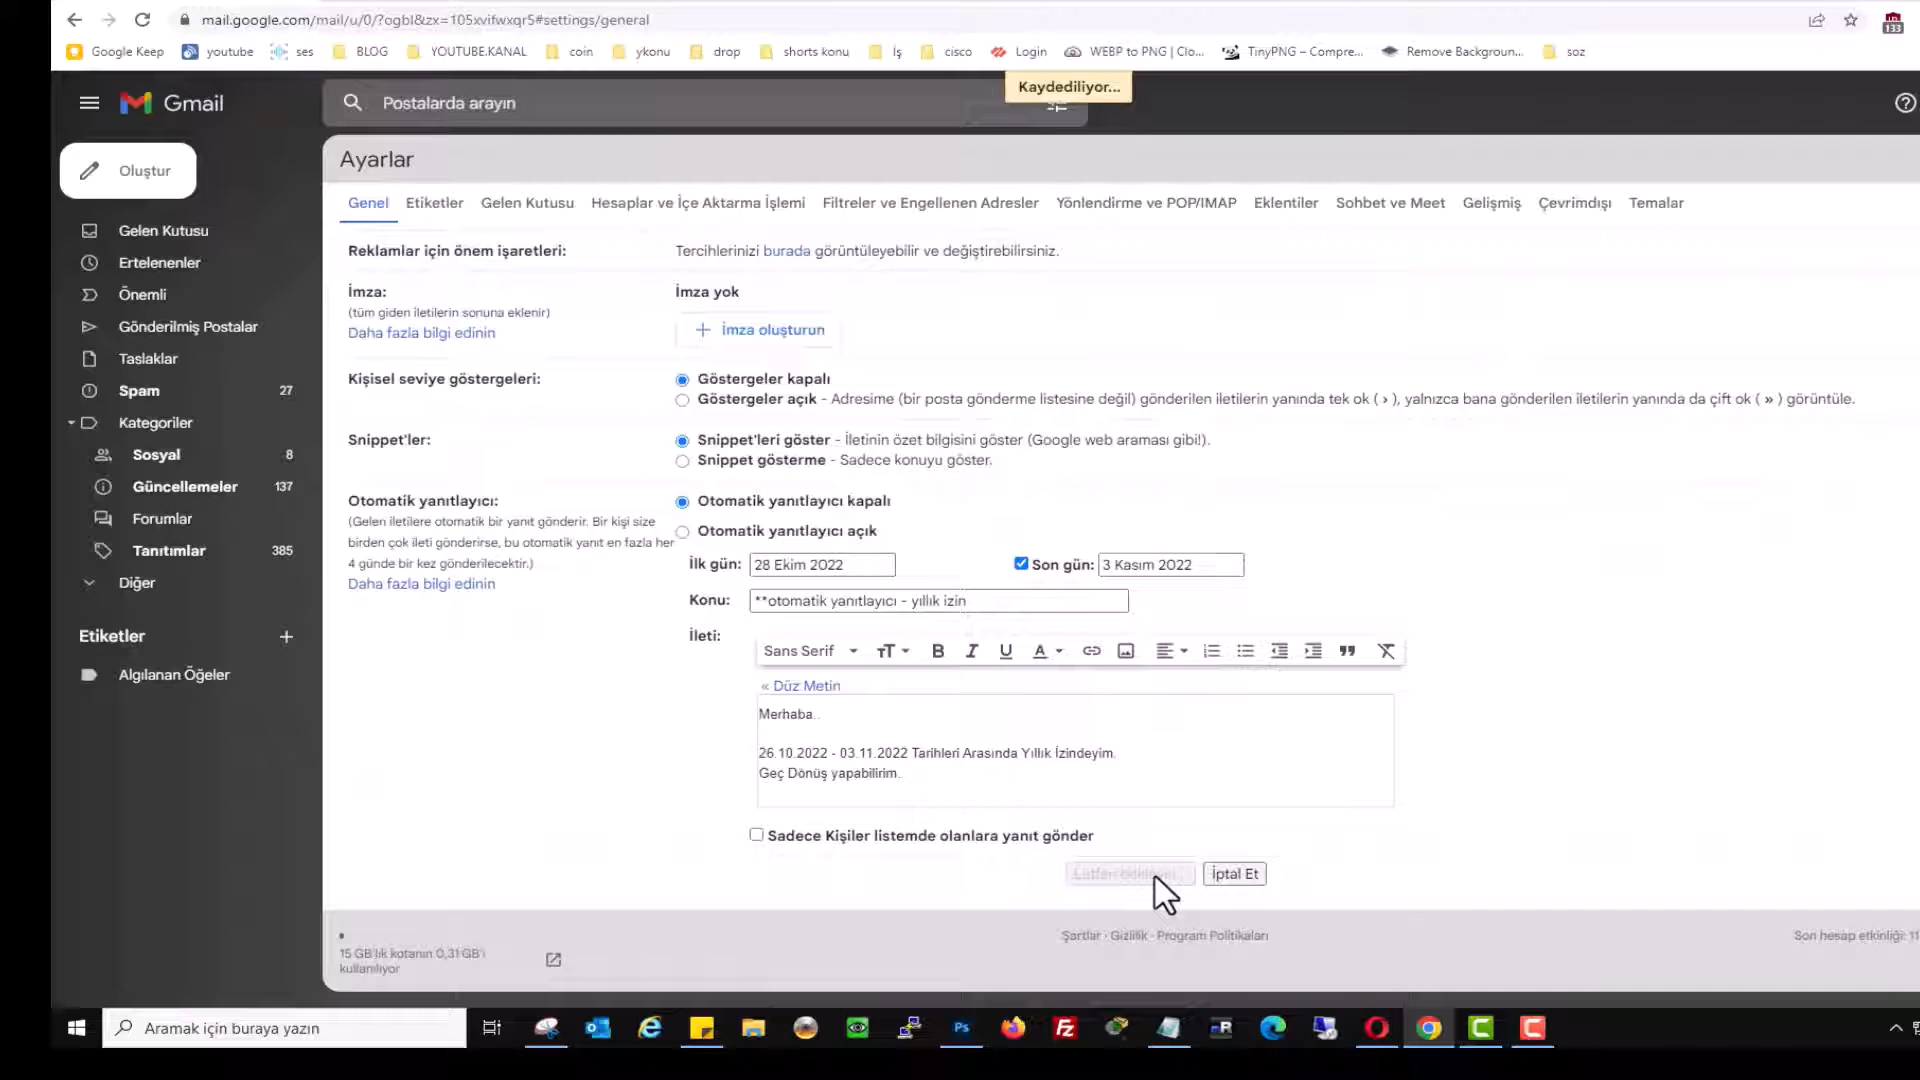 mail.google.com/mail/u/0/?ogbl&zx=105xvifwxqr5#settings/general
133
Google Keep youtube ses BLOG YOUTUBE.KANAL coin ykonu drop shorts konu İş cisco Login WEBP to PNG | Clo... TinyPNG – Compre... Remove Backgroun... soz
Kaydediliyor...
Gmail
Postalarda arayın
Oluştur
Gelen Kutusu
Ertelenenler
Önemli
Gönderilmiş Postalar
Taslaklar
Spam 27
Kategoriler
Sosyal 8
Güncellemeler 137
Forumlar
Tanıtımlar 385
Diğer
Etiketler +
Algılanan Öğeler
Ayarlar
Genel Etiketler Gelen Kutusu Hesaplar ve İçe Aktarma İşlemi Filtreler ve Engellenen Adresler Yönlendirme ve POP/IMAP Eklentiler Sohbet ve Meet Gelişmiş Çevrimdışı Temalar
Reklamlar için önem işaretleri: Tercihlerinizi burada görüntüleyebilir ve değiştirebilirsiniz.
İmza: İmza yok
(tüm giden iletilerin sonuna eklenir)
Daha fazla bilgi edinin
+ İmza oluşturun
Kişisel seviye göstergeleri: Göstergeler kapalı
Göstergeler açık - Adresime (bir posta gönderme listesine değil) gönderilen iletilerin yanında tek ok ( › ), yalnızca bana gönderilen iletilerin yanında da çift ok ( » ) görüntüle.
Snippet'ler: Snippet'leri göster - İletinin özet bilgisini göster (Google web araması gibi!).
Snippet gösterme - Sadece konuyu göster.
Otomatik yanıtlayıcı: Otomatik yanıtlayıcı kapalı
(Gelen iletilere otomatik bir yanıt gönderir. Bir kişi size
birden çok ileti gönderirse, bu otomatik yanıt en fazla her
4 günde bir kez gönderilecektir.)
Daha fazla bilgi edinin
Otomatik yanıtlayıcı açık
İlk gün: 28 Ekim 2022 Son gün: 3 Kasım 2022
Konu: **otomatik yanıtlayıcı - yıllık izin
İleti:
Sans Serif
« Düz Metin
Merhaba..
26.10.2022 - 03.11.2022 Tarihleri Arasında Yıllık İzindeyim.
Geç Dönüş yapabilirim..
Sadece Kişiler listemde olanlara yanıt gönder
İptal Et
15 GB'lık kotanın 0,31 GB'ı
kullanılıyor
Şartlar · Gizlilik · Program Politikaları
Son hesap etkinliği: 11
Aramak için buraya yazın